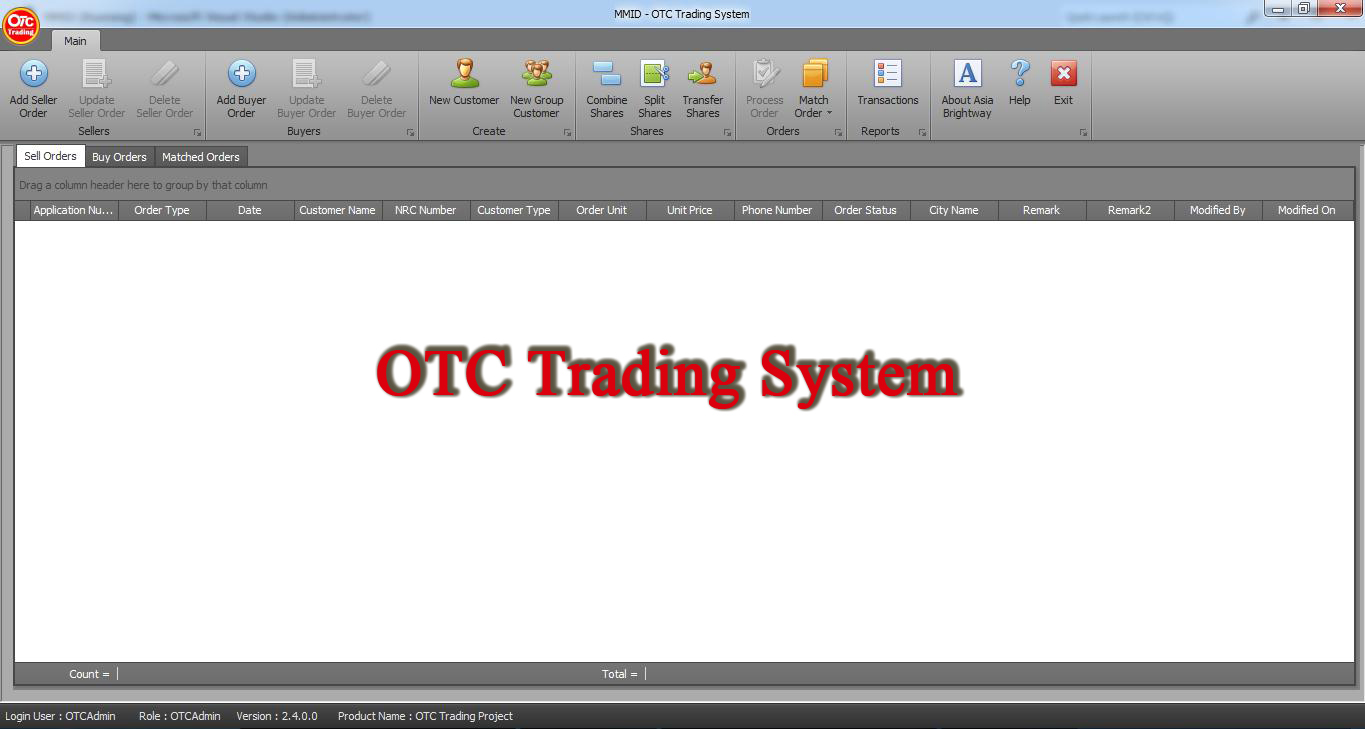 MMID - OTC Trading System
OTC
Trading
Main
Add Seller
Order
Update
Seller Order
Delete
Seller Order
Sellers
Add Buyer
Order
Update
Buyer Order
Delete
Buyer Order
Buyers
New Customer
New Group
Customer
Create
Combine
Shares
Split
Shares
Transfer
Shares
Shares
Process
Order
Match
Order
Orders
Transactions
Reports
A
About Asia
Brightway
Help
Exit
Sell Orders
Buy Orders
Matched Orders
Drag a column header here to group by that column
Application Nu... Order Type Date Customer Name NRC Number Customer Type Order Unit Unit Price Phone Number Order Status City Name Remark Remark2 Modified By Modified On
OTC Trading System
Count = Total =
Login User : OTCAdmin Role : OTCAdmin Version : 2.4.0.0 Product Name : OTC Trading Project